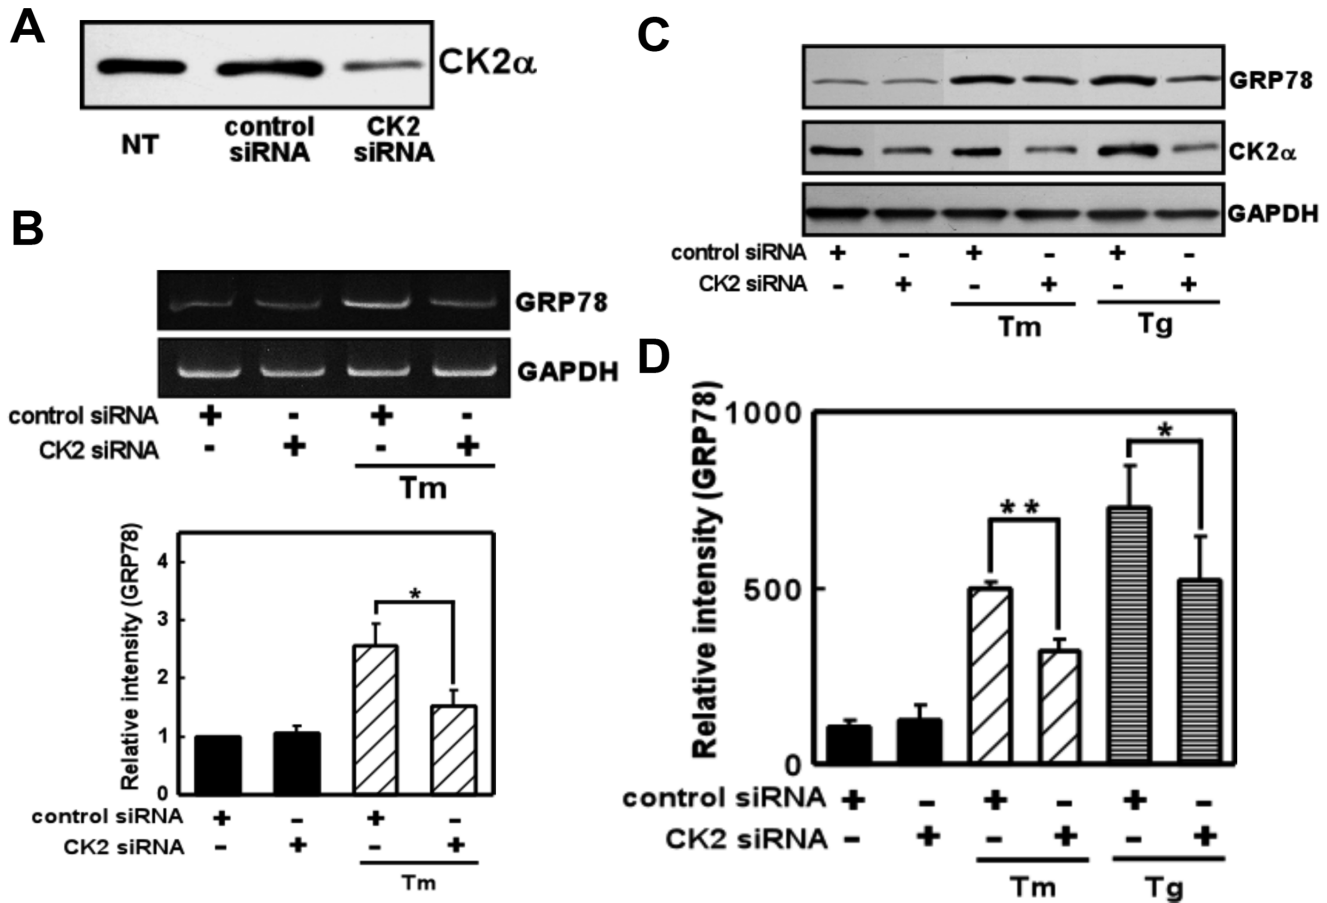 A
CK2α
NT
control siRNA
CK2 siRNA
B
GRP78
GAPDH
control siRNA + - + -
CK2 siRNA - + - +
Tm
Relative intensity (GRP78)
4
3
2
1
0
*
control siRNA + - + -
CK2 siRNA - + - +
Tm
C
GRP78
CK2α
GAPDH
control siRNA + - + - + -
CK2 siRNA - + - + - +
Tm Tg
D
Relative intensity (GRP78)
1000
500
0
* *
*
control siRNA + - + - + -
CK2 siRNA - + - + - +
Tm Tg